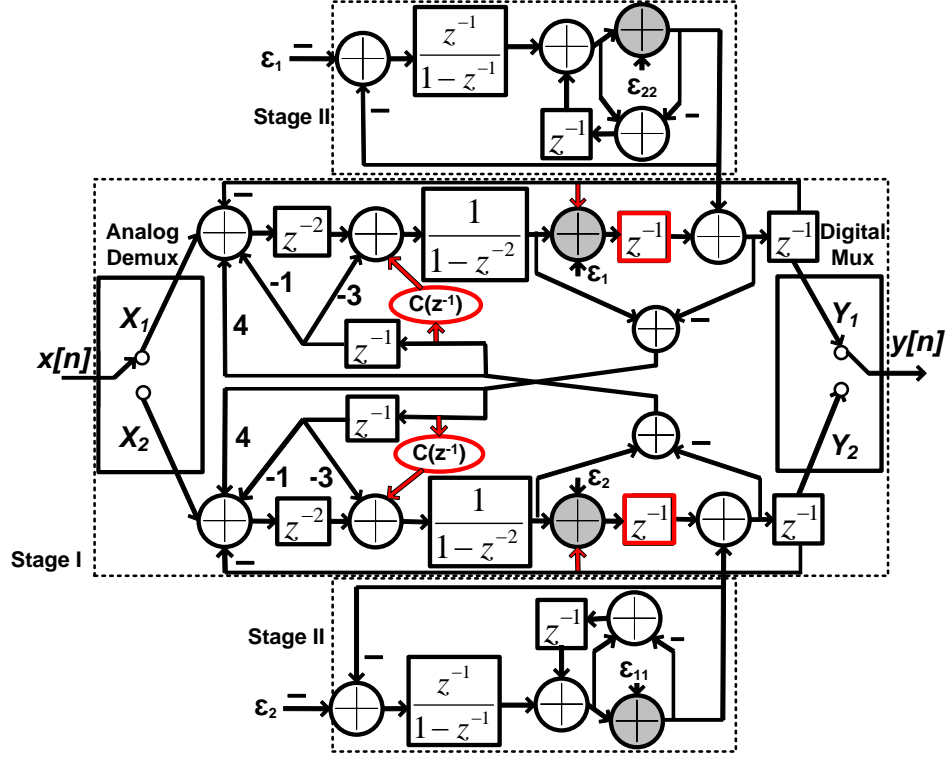 −
z⁻¹
ε₁
1 − z⁻¹
ε₂₂
Stage II
−
z⁻¹
−
−
−
Analog Demux
z⁻²
1
1 − z⁻²
z⁻¹
z⁻¹
Digital Mux
-1
-3
ε₁
C(z⁻¹)
X₁
4
z⁻¹
−
Y₁
x[n]
y[n]
X₂
4
z⁻¹
C(z⁻¹)
−
Y₂
-1
-3
ε₂
z⁻²
1
1 − z⁻²
z⁻¹
z⁻¹
Stage I
−
Stage II
z⁻¹
−
−
ε₁₁
ε₂
−
z⁻¹
1 − z⁻¹